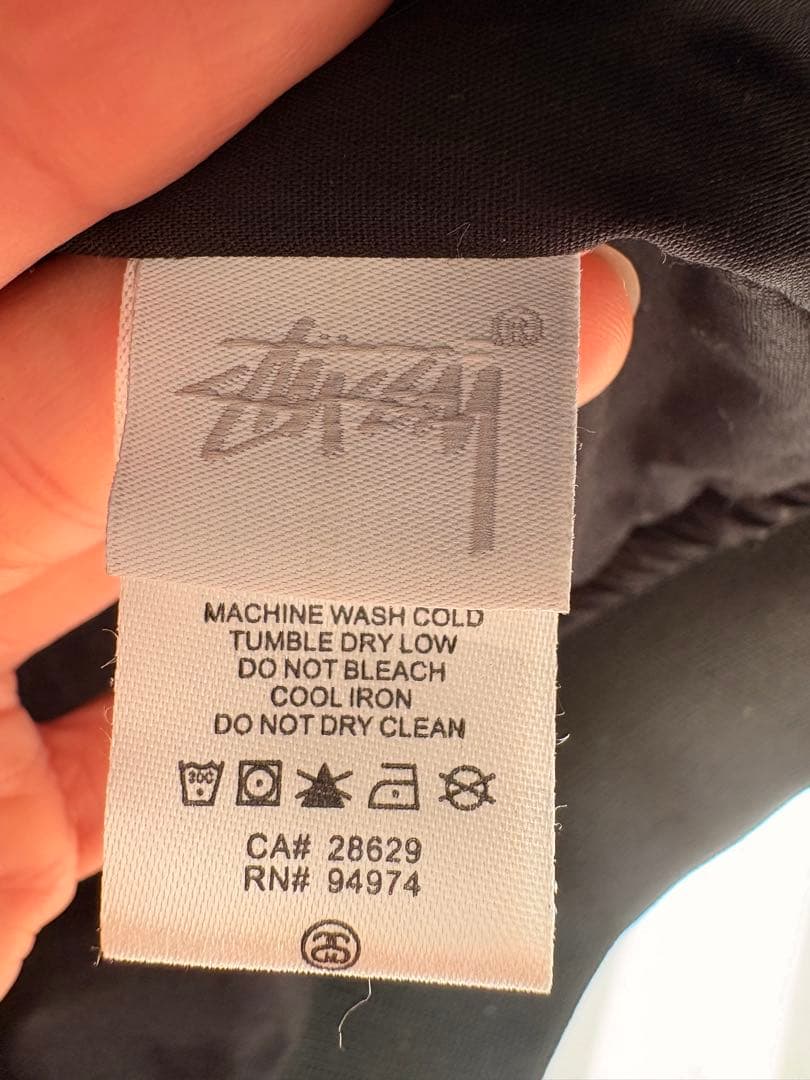 STÜSSY ®
MACHINE WASH COLD
TUMBLE DRY LOW
DO NOT BLEACH
COOL IRON
DO NOT DRY CLEAN
30C
CA# 28629
RN# 94974